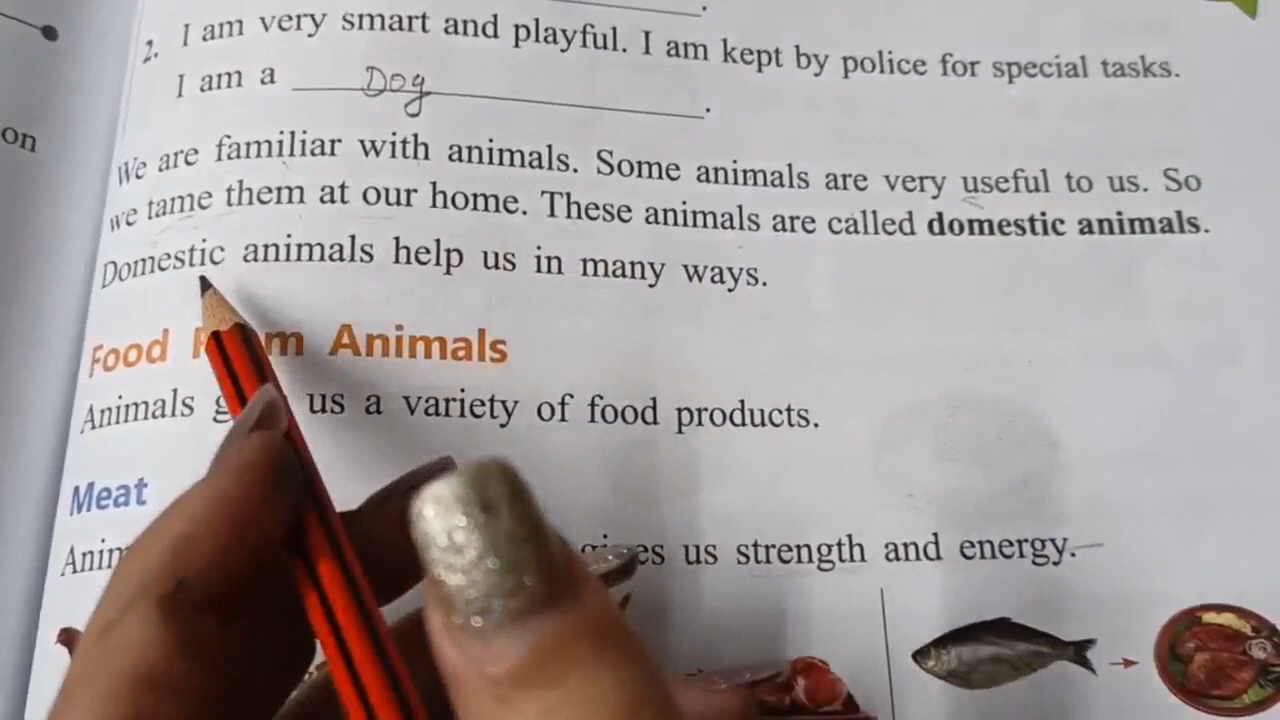 on
2. I am very smart and playful. I am kept by police for special tasks.
I am a Dog.
We are familiar with animals. Some animals are very useful to us. So
we tame them at our home. These animals are called domestic animals.
Domestic animals help us in many ways.
Food Animals
Animals us a variety of food products.
Meat
us strength and energy.